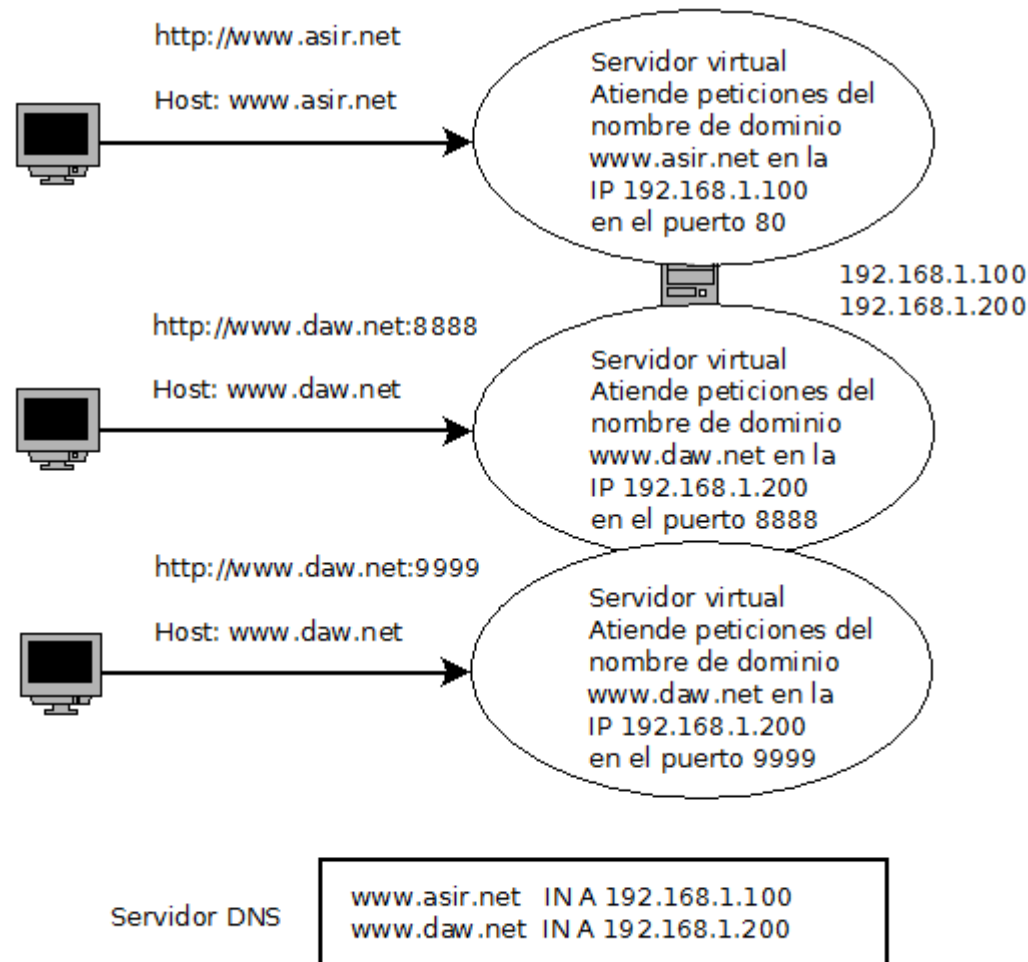 http://www.asir.net
Host: www.asir.net
Servidor virtual
Atiende peticiones del
nombre de dominio
www.asir.net en la
IP 192.168.1.100
en el puerto 80
192.168.1.100
192.168.1.200
http://www.daw.net:8888
Host: www.daw.net
Servidor virtual
Atiende peticiones del
nombre de dominio
www.daw.net en la
IP 192.168.1.200
en el puerto 8888
http://www.daw.net:9999
Host: www.daw.net
Servidor virtual
Atiende peticiones del
nombre de dominio
www.daw.net en la
IP 192.168.1.200
en el puerto 9999
Servidor DNS
www.asir.net IN A 192.168.1.100
www.daw.net IN A 192.168.1.200